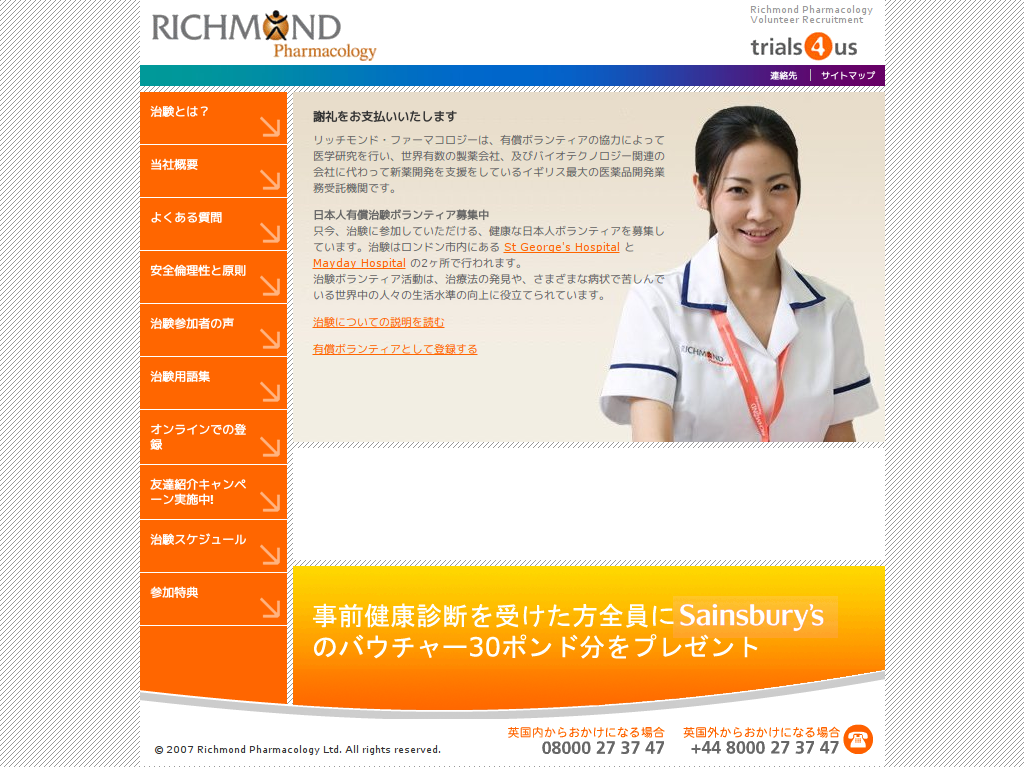 RICHMOND
Pharmacology
Richmond Pharmacology
Volunteer Recruitment
trials4us
連絡先 | サイトマップ
治験とは？
当社概要
よくある質問
安全倫理性と原則
治験参加者の声
治験用語集
オンラインでの登
録
友達紹介キャンペ
ーン実施中!
治験スケジュール
参加特典
謝礼をお支払いいたします
リッチモンド・ファーマコロジーは、有償ボランティアの協力によって
医学研究を行い、世界有数の製薬会社、及びバイオテクノロジー関連の
会社に代わって新薬開発を支援をしているイギリス最大の医薬品開発業
務受託機関です。
日本人有償治験ボランティア募集中
只今、治験に参加していただける、健康な日本人ボランティアを募集し
ています。治験はロンドン市内にある St George's Hospital と
Mayday Hospital の2ヶ所で行われます。
治験ボランティア活動は、治療法の発見や、さまざまな病状で苦しんで
いる世界中の人々の生活水準の向上に役立てられています。
治験についての説明を読む
有償ボランティアとして登録する
RICHMOND
事前健康診断を受けた方全員に Sainsbury's
のバウチャー30ポンド分をプレゼント
© 2007 Richmond Pharmacology Ltd. All rights reserved.
英国内からおかけになる場合
08000 27 37 47
英国外からおかけになる場合
+44 8000 27 37 47